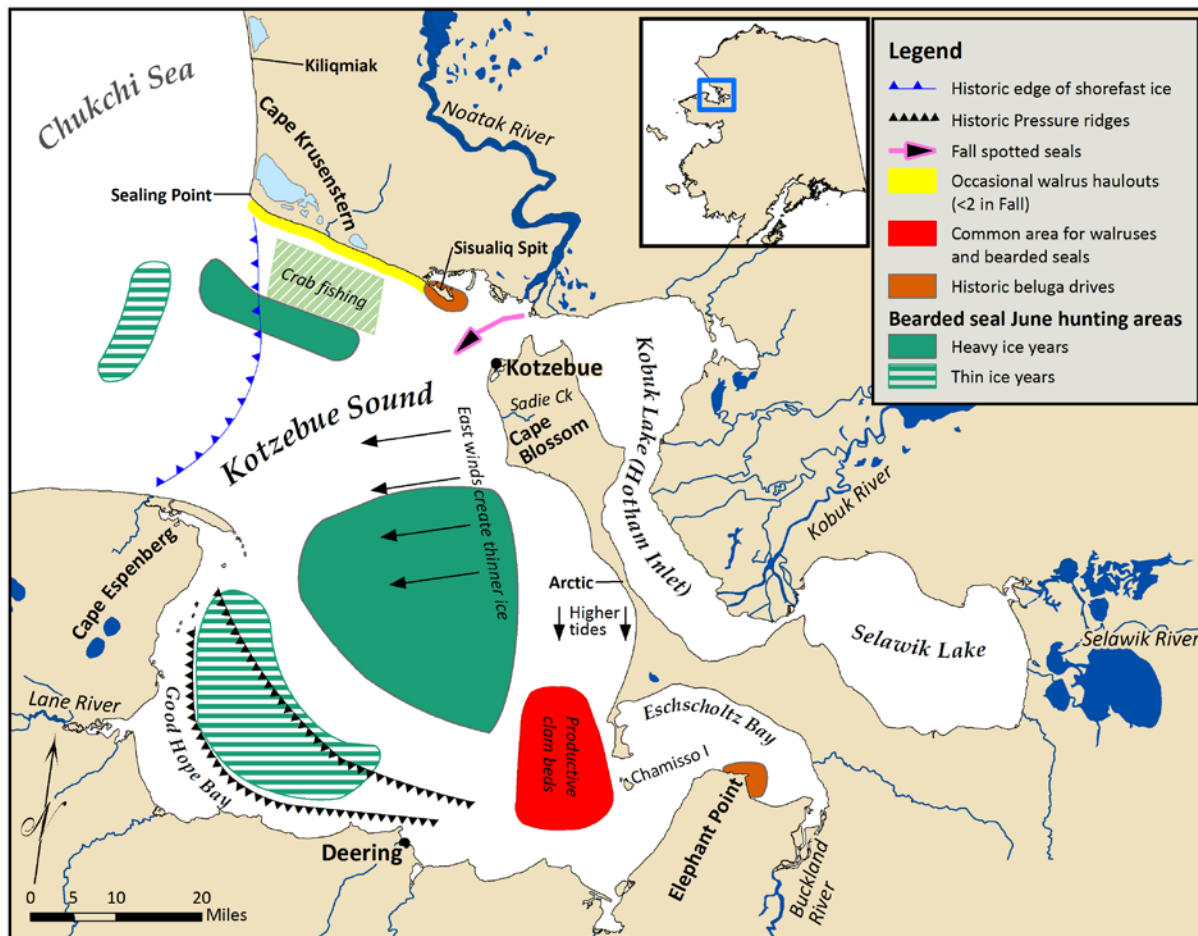 Chukchi Sea
Kiliqmiak
Cape Krusenstern
Sealing Point
Noatak River
Sisualiq Spit
Crab fishing
Kotzebue
Sadie Ck
Cape
Blossom
Kotzebue Sound
Kobuk Lake (Hotham Inlet)
East winds create thinner ice
Kobuk River
Cape Espenberg
Arctic
Higher
tides
Selawik Lake
Selawik River
Lane River
Good Hope Bay
Productive
clam beds
Eschscholtz Bay
Chamisso I
Elephant Point
Buckland
River
Deering
N
0 5 10 20
Miles
Legend
Historic edge of shorefast ice
Historic Pressure ridges
Fall spotted seals
Occasional walrus haulouts
(<2 in Fall)
Common area for walruses
and bearded seals
Historic beluga drives
Bearded seal June hunting areas
Heavy ice years
Thin ice years